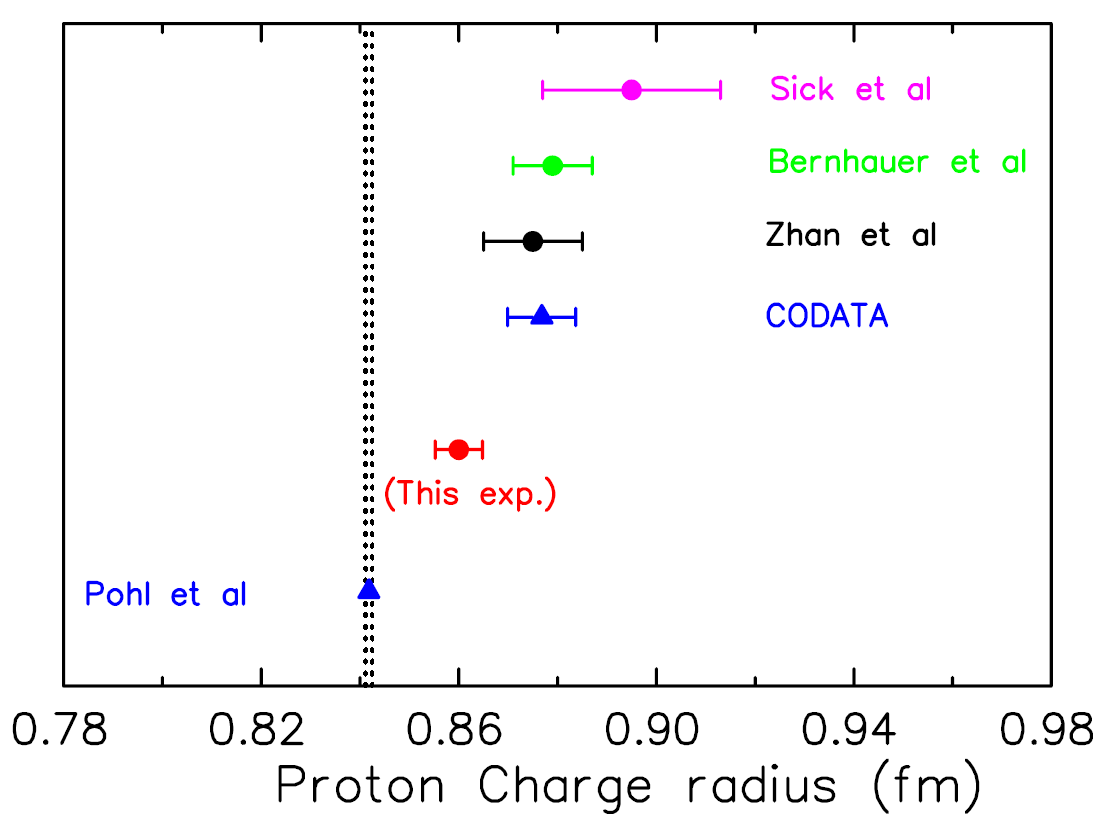 Sick et al
Bernhauer et al
Zhan et al
CODATA
(This exp.)
Pohl et al
0.78 0.82 0.86 0.90 0.94 0.98
Proton Charge radius (fm)